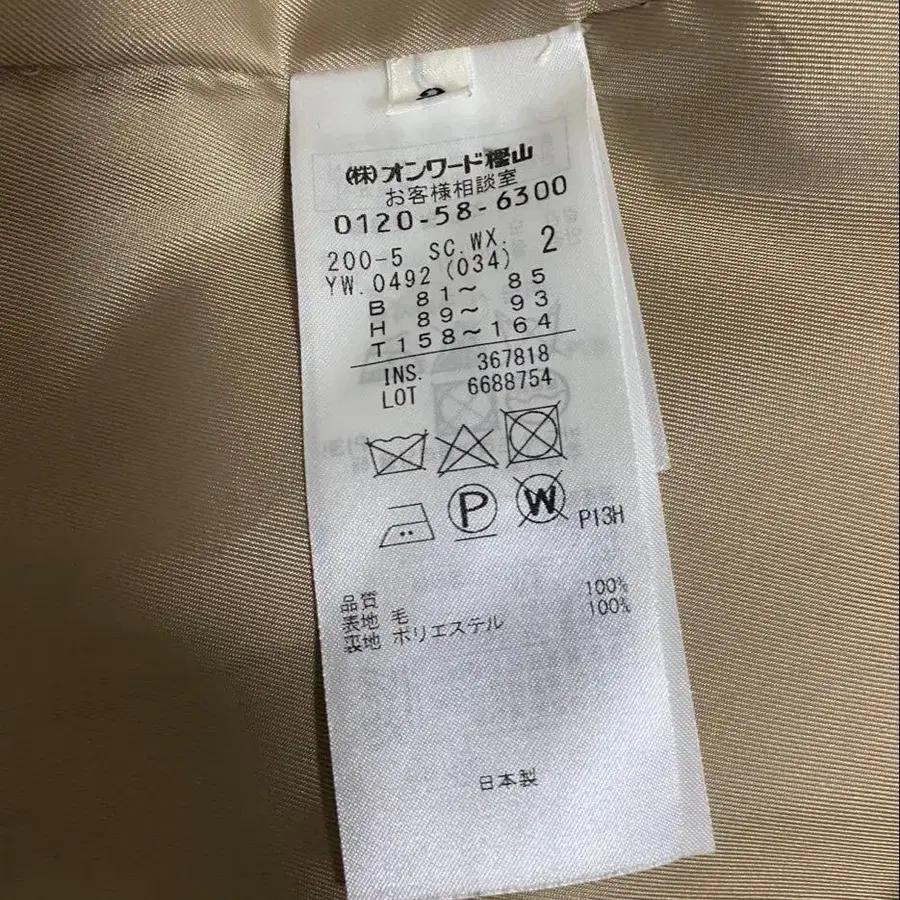 (株)オンワード樫山
お客様相談室
0120-58-6300
200-5 SC.WX. 2
YW.0492 (034)
B 81～ 85
H 89～ 93
T158～164
INS. 367818
LOT 6688754
P
W
P13H
品質
表地 毛 100%
裏地 ポリエステル 100%
日本製